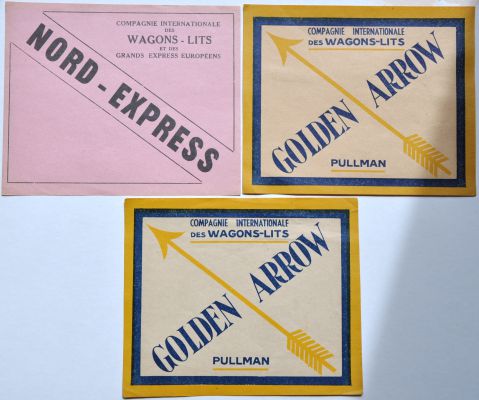 COMPAGNIE INTERNATIONALE
DES
WAGONS - LITS
ET DES
GRANDS EXPRESS EUROPÉENS
NORD - EXPRESS
COMPAGNIE INTERNATIONALE
DES WAGONS-LITS
GOLDEN ARROW
PULLMAN
COMPAGNIE INTERNATIONALE
DES WAGONS-LITS
GOLDEN ARROW
PULLMAN